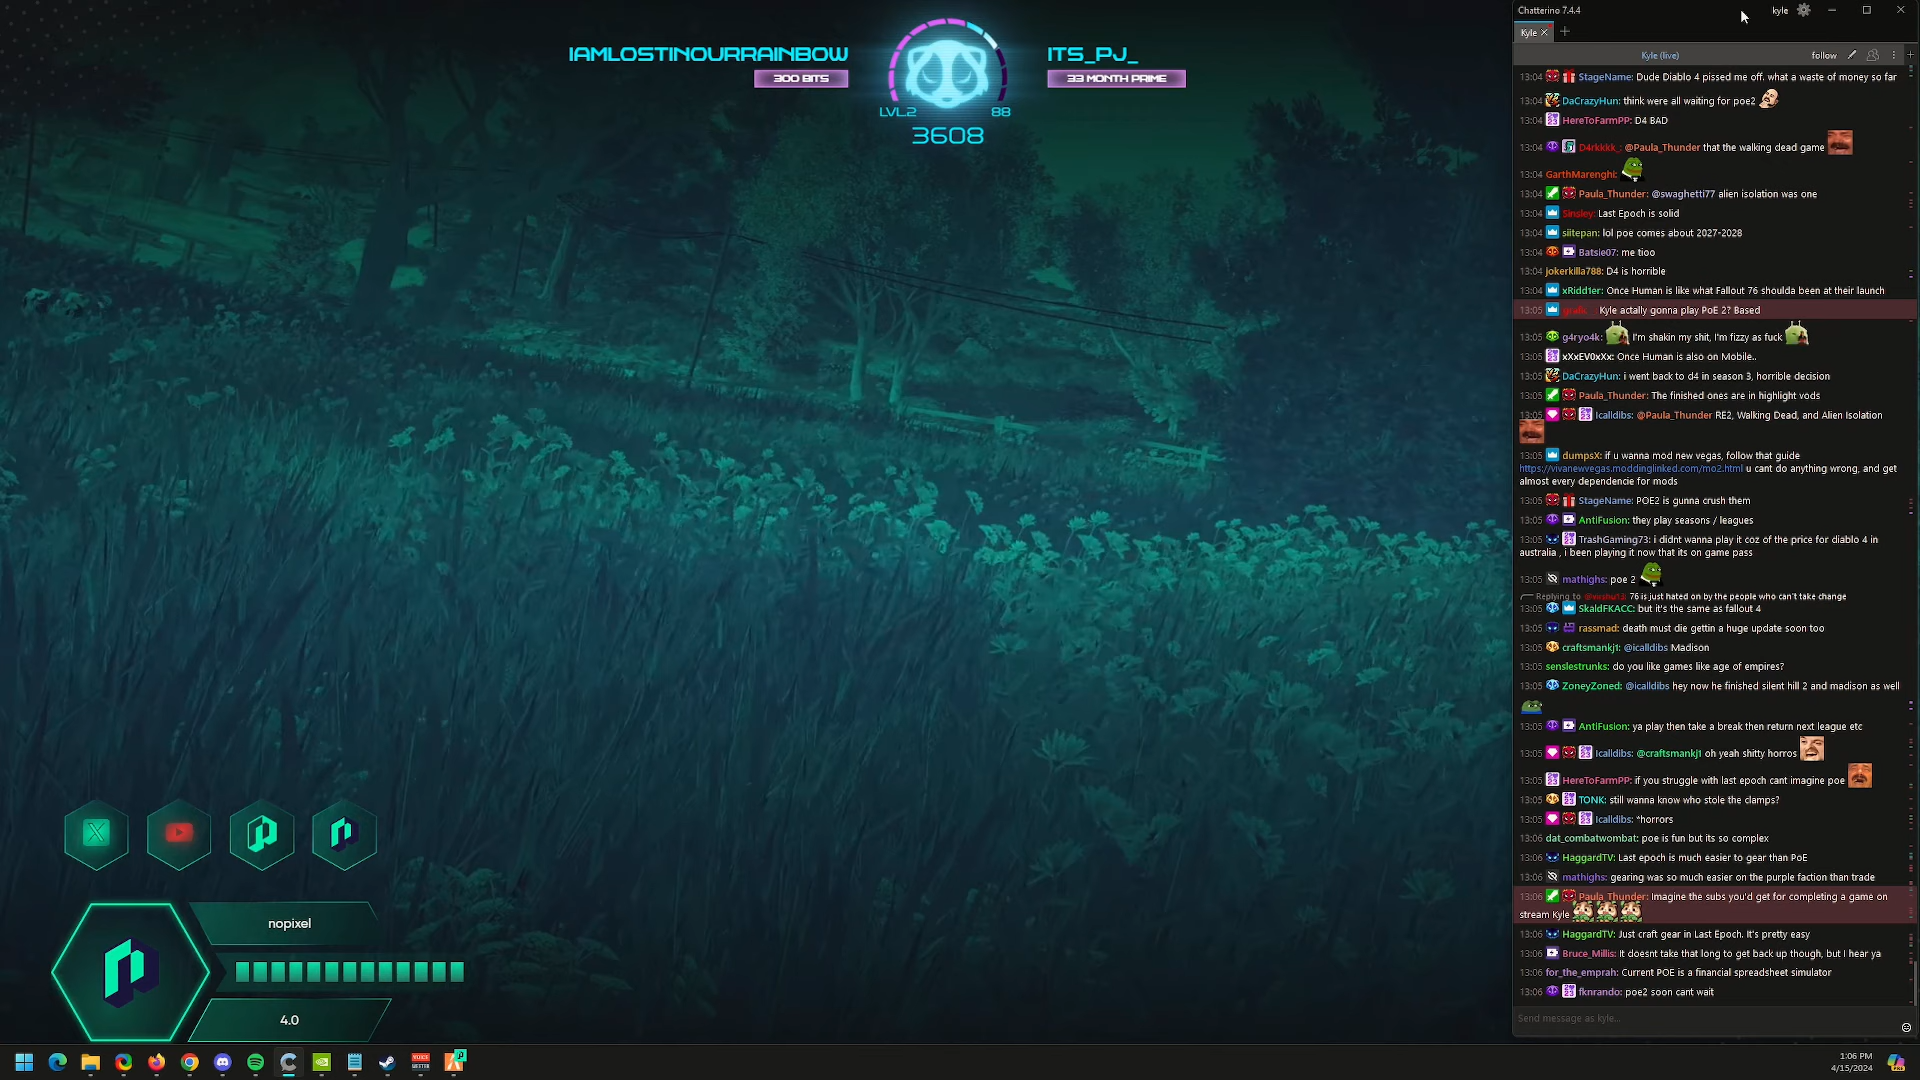 IAMLOSTINOURRAINBOW
300 BITS
ITS_PJ_
33 MONTH PRIME
LVL2
88
3608
nopixel
4.0
Chatterino 7.4.4
kyle
Kyle
Kyle (live)
follow
13:04 StageName: Dude Diablo 4 pissed me off. what a waste of money so far
13:04 DaCrazyHun: think were all waiting for poe2
13:04 HereToFarmPP: D4 BAD
13:04 D4rkkkk_: @Paula_Thunder that the walking dead game
13:04 GarthMarenghi:
13:04 Paula_Thunder: @swaghetti77 alien isolation was one
13:04 Sinsley: Last Epoch is solid
13:04 siitepan: lol poe comes about 2027-2028
13:04 Batsie07: me tioo
13:04 jokerkilla788: D4 is horrible
13:04 xRidd1er: Once Human is like what Fallout 76 shoulda been at their launch
13:05 Kyle actally gonna play PoE 2? Based
13:05 g4ryo4k: I'm shakin my shit, I'm fizzy as fuck
13:05 xXxEV0xXx: Once Human is also on Mobile..
13:05 DaCrazyHun: i went back to d4 in season 3, horrible decision
13:05 Paula_Thunder: The finished ones are in highlight vods
13:05 Icalldibs: @Paula_Thunder RE2, Walking Dead, and Alien Isolation
13:05 dumpsX: if u wanna mod new vegas, follow that guide
https://vivanewvegas.moddinglinked.com/mo2.html u cant do anything wrong, and get
almost every dependencie for mods
13:05 StageName: POE2 is gunna crush them
13:05 AntiFusion: they play seasons / leagues
13:05 TrashGaming73: i didnt wanna play it coz of the price for diablo 4 in
australia , i been playing it now that its on game pass
13:05 mathighs: poe 2
Replying to 76 is just hated on by the people who can't take change
13:05 SkaldFKACC: but it's the same as fallout 4
13:05 rassmad: death must die gettin a huge update soon too
13:05 craftsmankj1: @icalldibs Madison
13:05 senslestrunks: do you like games like age of empires?
13:05 ZoneyZoned: @icalldibs hey now he finished silent hill 2 and madison as well
13:05 AntiFusion: ya play then take a break then return next league etc
13:05 Icalldibs: @craftsmankj1 oh yeah shitty horros
13:05 HereToFarmPP: if you struggle with last epoch cant imagine poe
13:05 TONK: still wanna know who stole the clamps?
13:05 Icalldibs: *horrors
13:06 dat_combatwombat: poe is fun but its so complex
13:06 HaggardTV: Last epoch is much easier to gear than PoE
13:06 mathighs: gearing was so much easier on the purple faction than trade
13:06 Paula_Thunder: Imagine the subs you'd get for completing a game on
stream Kyle
13:06 HaggardTV: Just craft gear in Last Epoch. It's pretty easy
13:06 Bruce_Millis: It doesnt take that long to get back up though, but I hear ya
13:06 for_the_emprah: Current POE is a financial spreadsheet simulator
13:06 fknrando: poe2 soon cant wait
Send message as kyle...
1:06 PM
4/15/2024